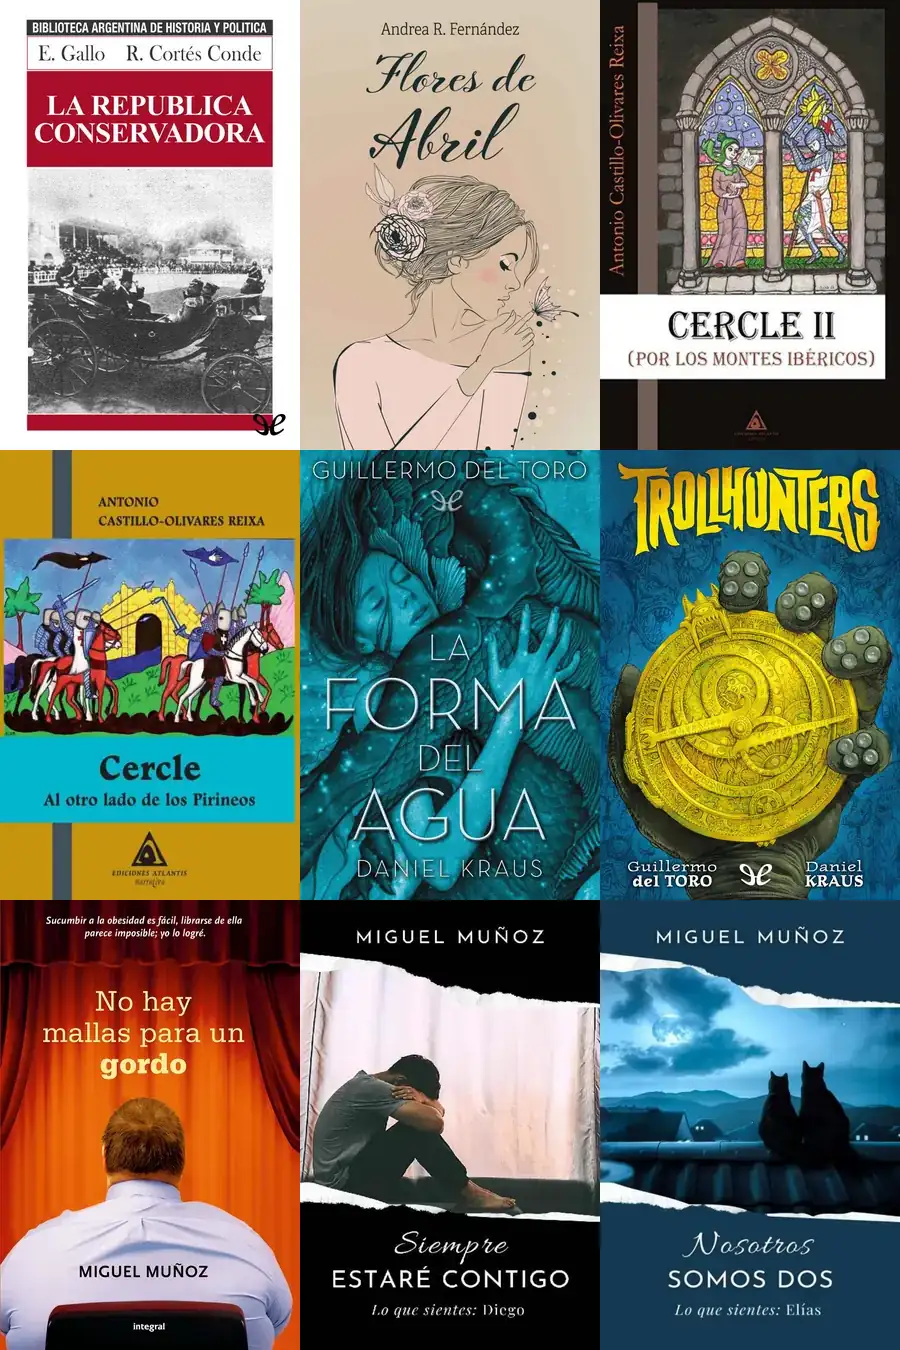 BIBLIOTECA ARGENTINA DE HISTORIA Y POLITICA
E. Gallo R. Cortés Conde
LA REPUBLICA
CONSERVADORA
Andrea R. Fernández
Flores de
Abril
Antonio Castillo-Olivares Reixa
CERCLE II
(POR LOS MONTES IBÉRICOS)
EDICIONES ATLANTIS
ANTONIO
CASTILLO-OLIVARES REIXA
Cercle
Al otro lado de los Pirineos
EDICIONES ATLANTIS
narrativa
GUILLERMO DEL TORO
LA
FORMA
DEL
AGUA
DANIEL KRAUS
TROLLHUNTERS
Guillermo
del TORO
Daniel
KRAUS
Sucumbir a la obesidad es fácil, librarse de ella
parece imposible; yo lo logré.
No hay
mallas para un
gordo
MIGUEL MUÑOZ
integral
MIGUEL MUÑOZ
Siempre
ESTARÉ CONTIGO
Lo que sientes: Diego
MIGUEL MUÑOZ
Nosotros
SOMOS DOS
Lo que sientes: Elías